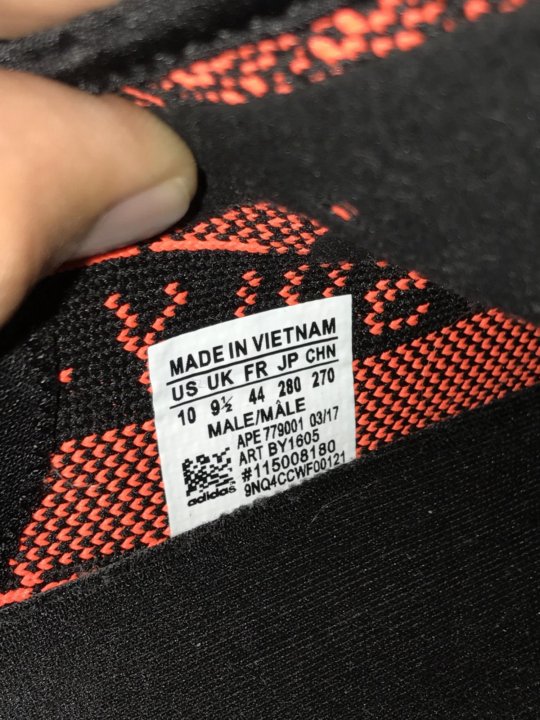 MADE IN VIETNAM
US UK FR JP CHN
10 9½ 44 280 270
MALE/MÂLE
APE 779001 03/17
ART BY1605
#115008180
9NQ4CCWF00121
adidas